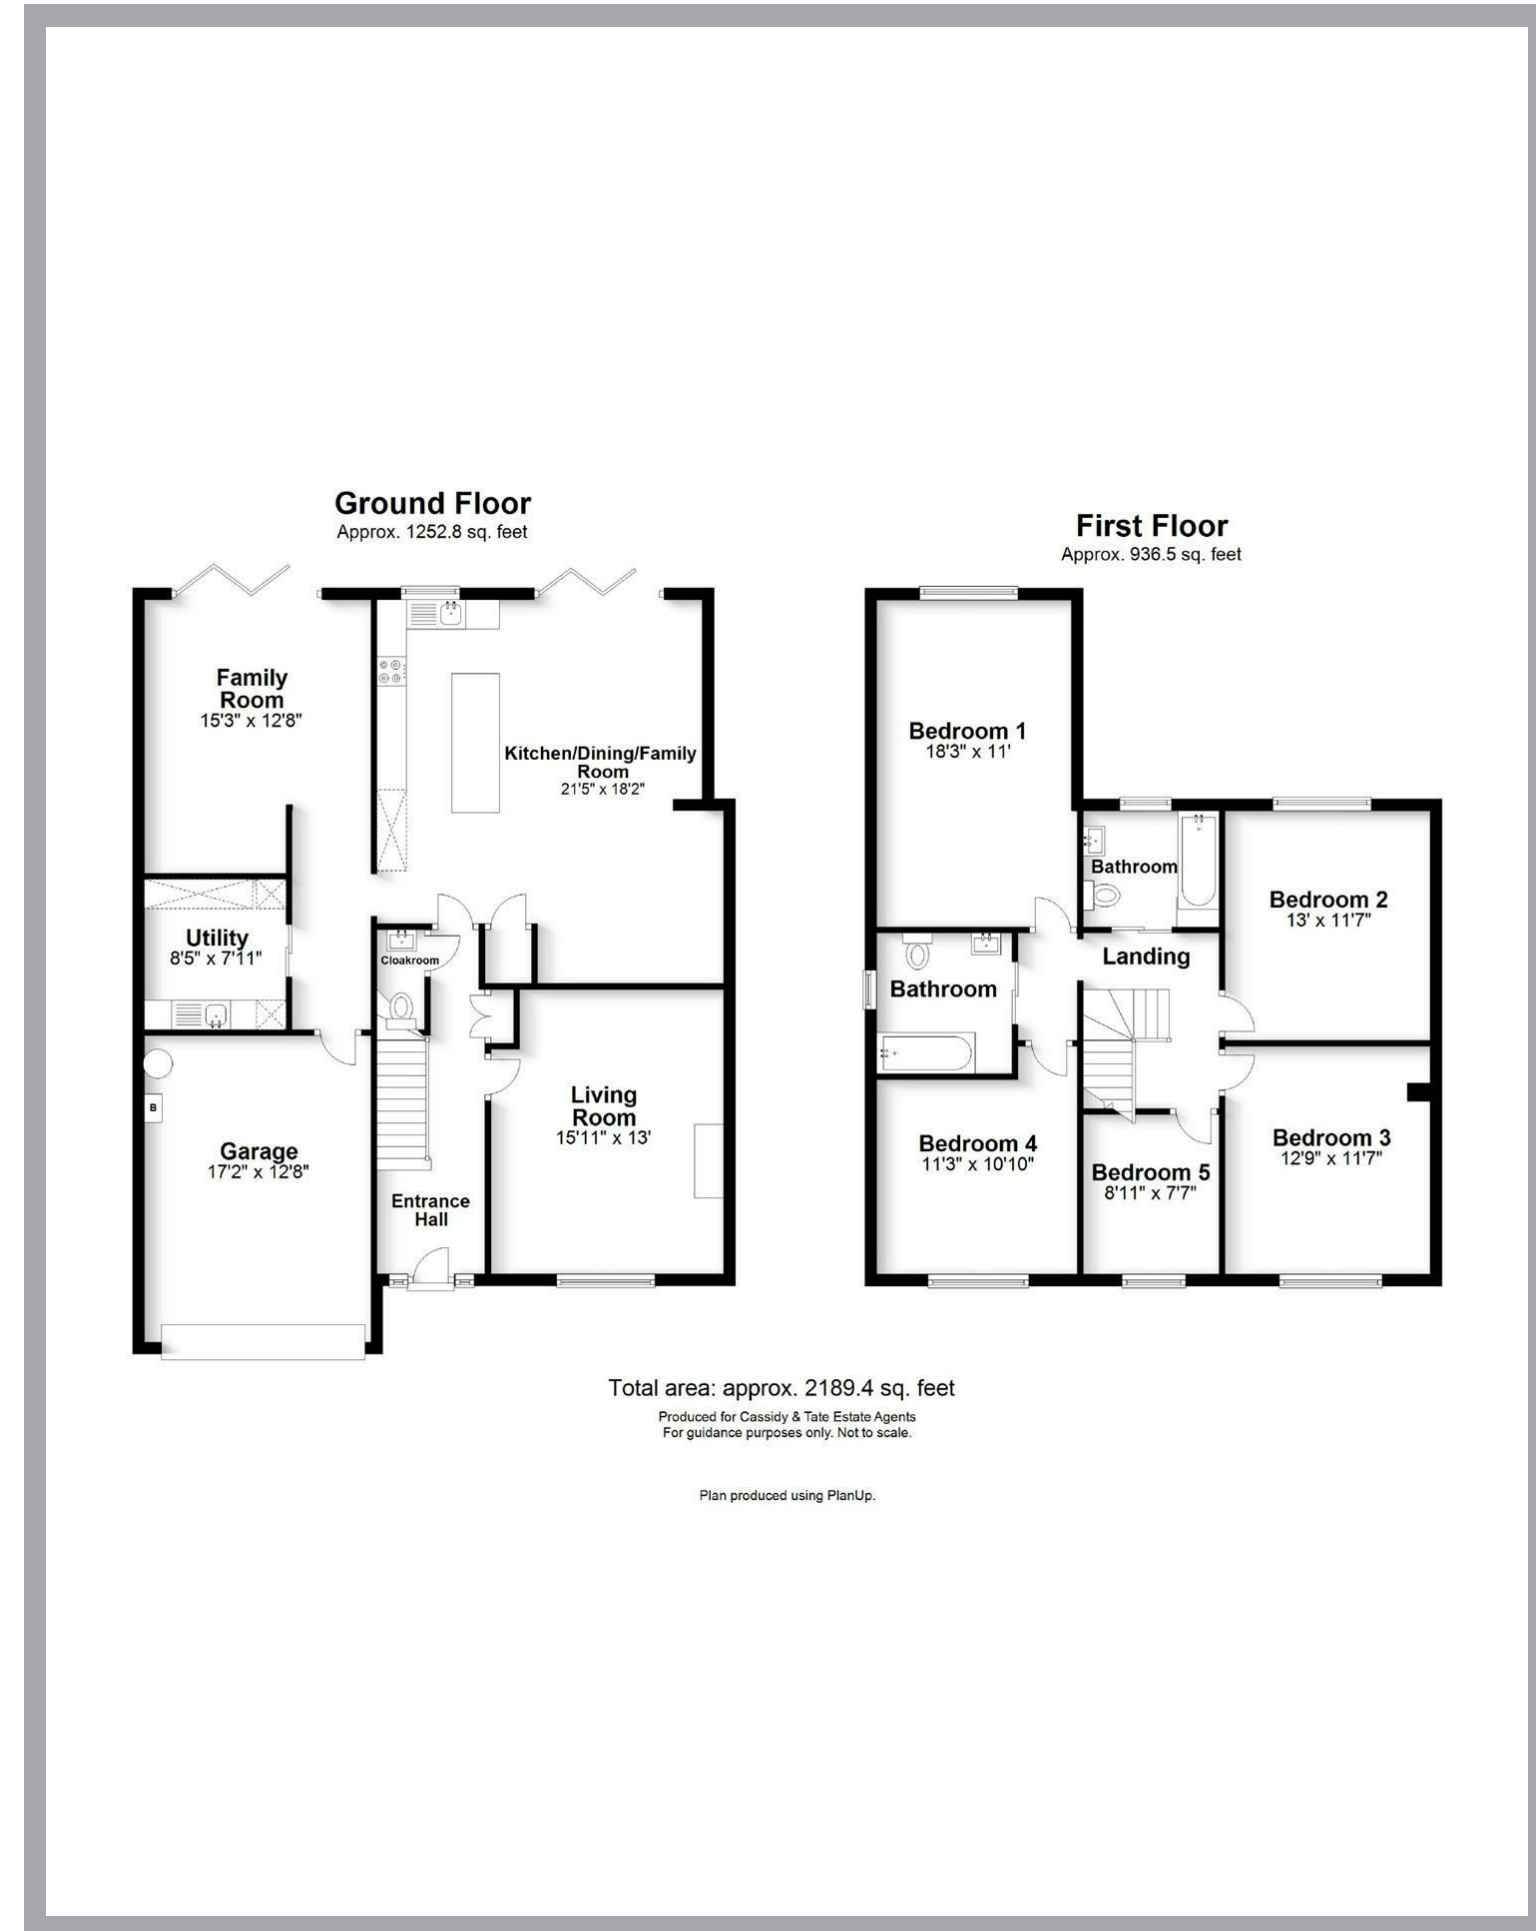 Ground Floor
Approx. 1252.8 sq. feet
Family
Room
15'3" x 12'8"
Kitchen/Dining/Family
Room
21'5" x 18'2"
Utility
8'5" x 7'11"
Cloakroom
B
Garage
17'2" x 12'8"
Living
Room
15'11" x 13'
Entrance
Hall
First Floor
Approx. 936.5 sq. feet
Bedroom 1
18'3" x 11'
Bathroom
Bedroom 2
13' x 11'7"
Landing
Bathroom
Bedroom 4
11'3" x 10'10"
Bedroom 5
8'11" x 7'7"
Bedroom 3
12'9" x 11'7"
Total area: approx. 2189.4 sq. feet
Produced for Cassidy & Tate Estate Agents
For guidance purposes only. Not to scale.
Plan produced using PlanUp.